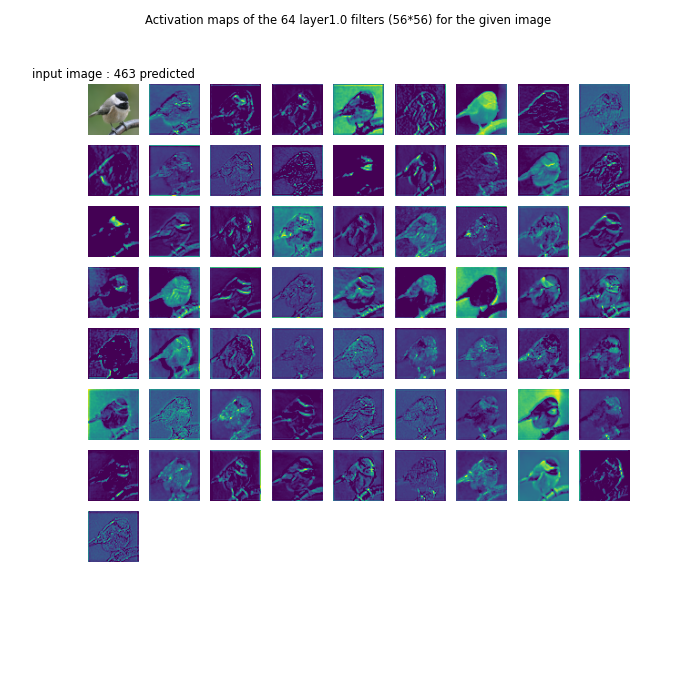 Activation maps of the 64 layer1.0 filters (56*56) for the given image
input image : 463 predicted